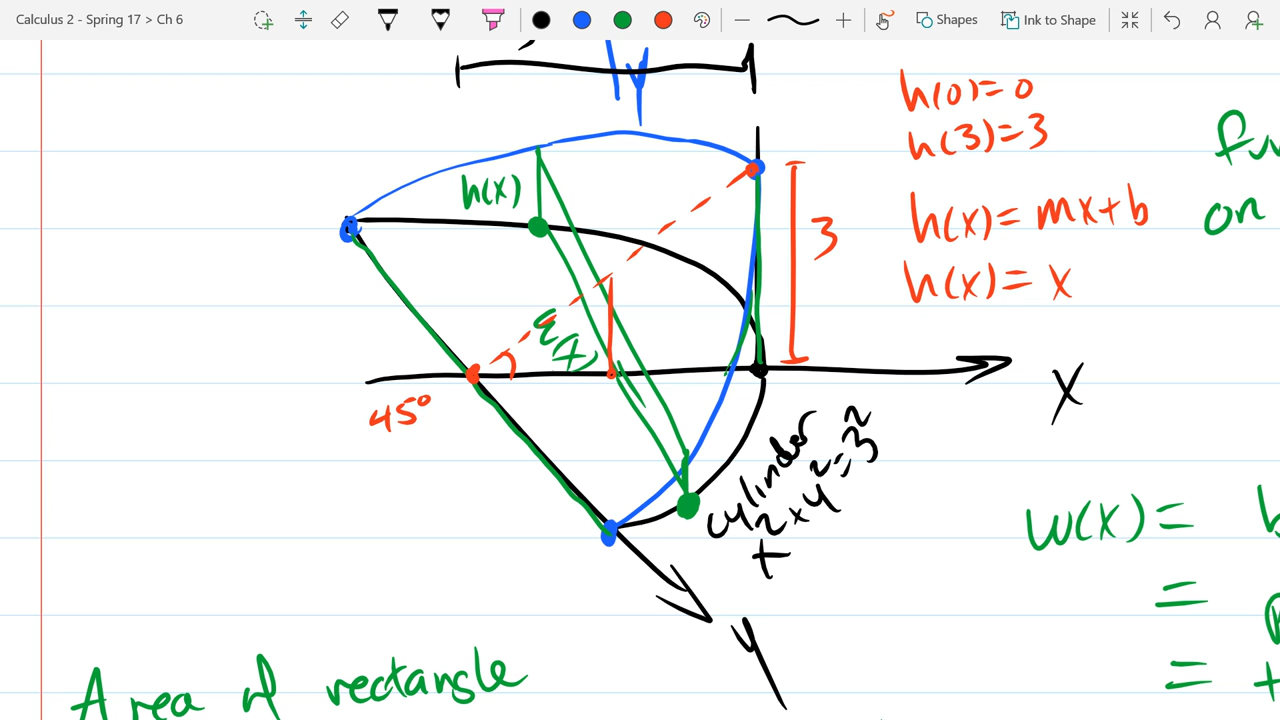 Calculus 2 - Spring 17 > Ch 6
Shapes
Ink to Shape
y
h(0)=0
h(3)=3
h(x)=mx+b
h(x)=x
on
h(x)
3
w(x)
45°
x
cylinder
x²+y²=3²
w(x)=
=
=
y
Area of rectangle